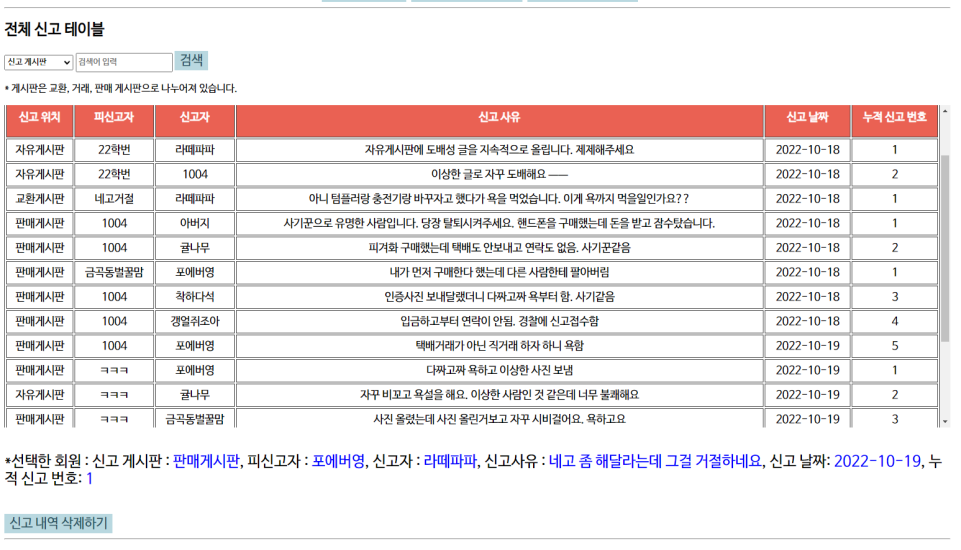 전체 신고 테이블
신고 게시판 검색어 입력 검색
* 게시판은 교환, 거래, 판매 게시판으로 나누어져 있습니다.
신고 위치 피신고자 신고자 신고 사유 신고 날짜 누적 신고 번호
자유게시판 22학번 라떼파파 자유게시판에 도배성 글을 지속적으로 올립니다. 제제해주세요 2022-10-18 1
자유게시판 22학번 1004 이상한 글로 자꾸 도배해요 ㅡㅡ 2022-10-18 2
교환게시판 네고거절 라떼파파 아니 텀플러랑 충전기랑 바꾸자고 했다가 욕을 먹었습니다. 이게 욕까지 먹을일인가요?? 2022-10-18 1
판매게시판 1004 아버지 사기꾼으로 유명한 사람입니다. 당장 탈퇴시켜주세요. 핸드폰을 구매했는데 돈을 받고 잠수탔습니다. 2022-10-18 1
판매게시판 1004 귤나무 피겨화 구매했는데 택배도 안보내고 연락도 없음. 사기꾼같음 2022-10-18 2
판매게시판 금곡동벌꿀맘 포에버영 내가 먼저 구매한다 했는데 다른 사람한테 팔아버림 2022-10-18 1
판매게시판 1004 착하다석 인증사진 보내달랬더니 다짜고짜 욕부터 함. 사기같음 2022-10-18 3
판매게시판 1004 갱얼쥐조아 입금하고부터 연락이 안됨. 경찰에 신고접수함 2022-10-18 4
판매게시판 1004 포에버영 택배거래가 아닌 직거래 하자 하니 욕함 2022-10-19 5
판매게시판 ㅋㅋㅋ 포에버영 다짜고짜 욕하고 이상한 사진 보냄 2022-10-19 1
자유게시판 ㅋㅋㅋ 귤나무 자꾸 비꼬고 욕설을 해요. 이상한 사람인 것 같은데 너무 불쾌해요 2022-10-19 2
판매게시판 ㅋㅋㅋ 금곡동벌꿀맘 사진 올렸는데 사진 올린거보고 자꾸 시비걸어요. 욕하고요 2022-10-19 3
*선택한 회원 : 신고 게시판 : 판매게시판, 피신고자 : 포에버영, 신고자 : 라떼파파, 신고사유 : 네고 좀 해달라는데 그걸 거절하네요, 신고 날짜: 2022-10-19, 누
적 신고 번호: 1
신고 내역 삭제하기